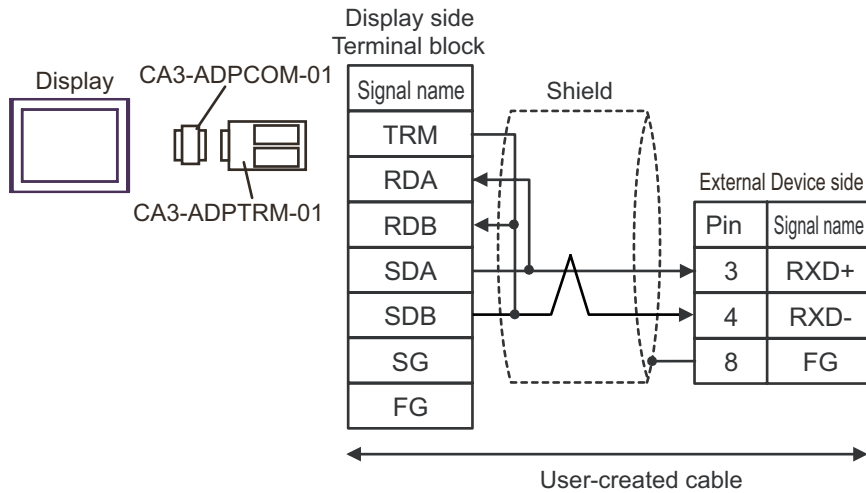 Display side
Terminal block
Display
CA3-ADPCOM-01
CA3-ADPTRM-01
Shield
Signal name
TRM
RDA
RDB
SDA
SDB
SG
FG
External Device side
Pin Signal name
3 RXD+
4 RXD-
8 FG
User-created cable